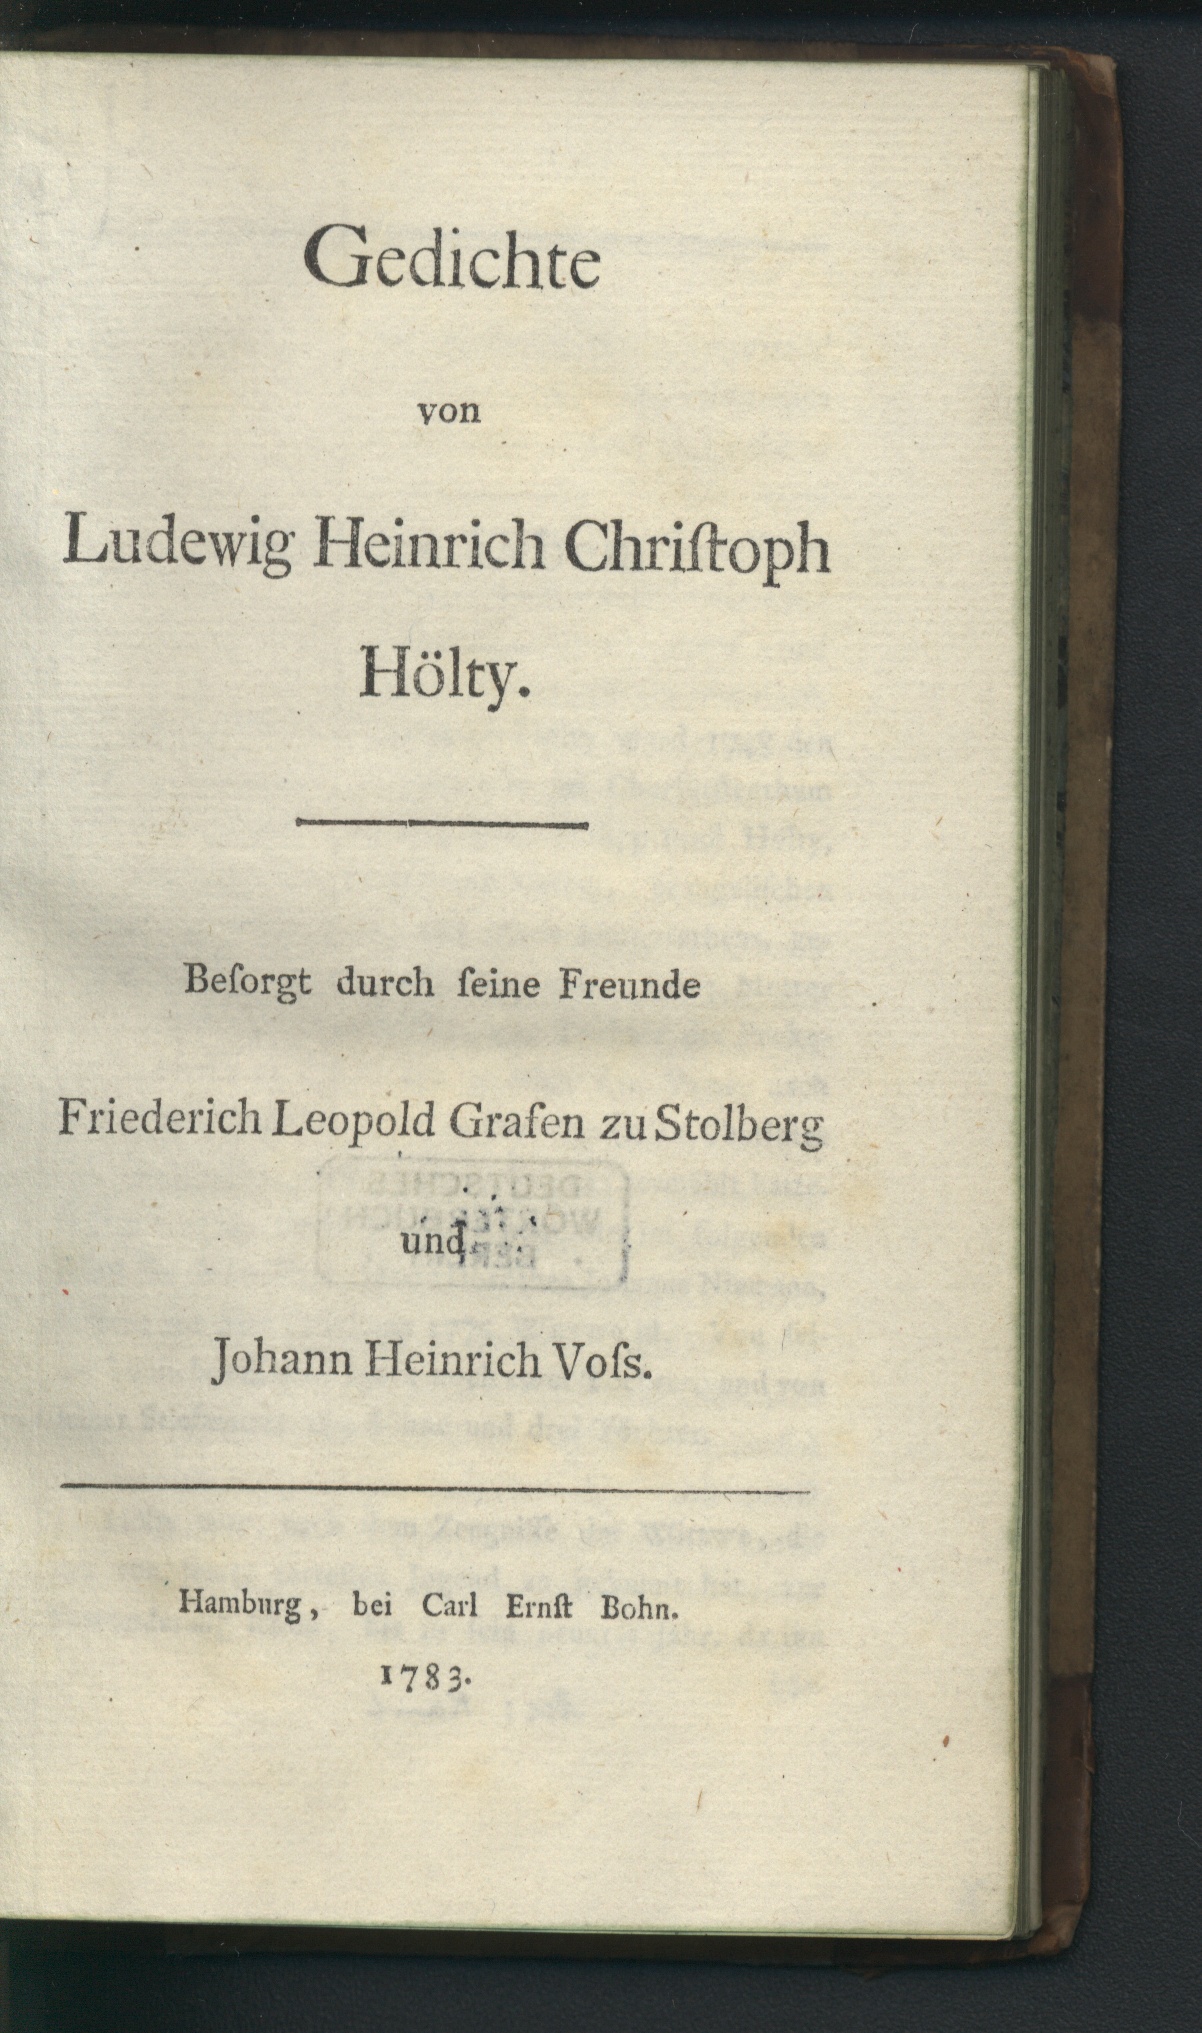 Gedichte
von
Ludewig Heinrich Chriſtoph
Hölty.
Beſorgt durch ſeine Freunde
Friederich Leopold Grafen zu Stolberg
und
Johann Heinrich Voſs.
Hamburg, bei Carl Ernſt Bohn.
1783.
DEUTSCHES
WÖRTERBUCH
BERLIN